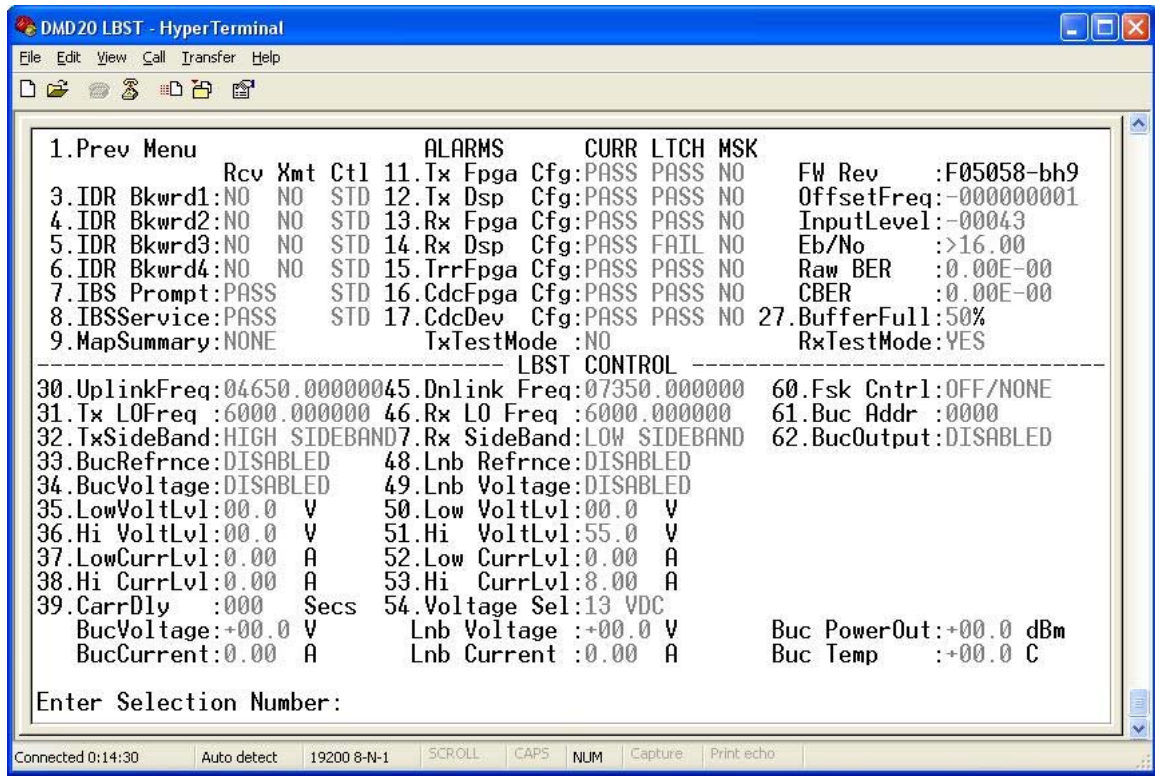 DMD20 LBST - HyperTerminal
File Edit View Call Transfer Help
1.Prev Menu ALARMS CURR LTCH MSK
Rcv Xmt Ctl 11.Tx Fpga Cfg:PASS PASS NO FW Rev :F05058-bh9
3.IDR Bkwrd1:NO NO STD 12.Tx Dsp Cfg:PASS PASS NO OffsetFreq:-000000001
4.IDR Bkwrd2:NO NO STD 13.Rx Fpga Cfg:PASS PASS NO InputLevel:-00043
5.IDR Bkwrd3:NO NO STD 14.Rx Dsp Cfg:PASS FAIL NO Eb/No :>16.00
6.IDR Bkwrd4:NO NO STD 15.TrrFpga Cfg:PASS PASS NO Raw BER :0.00E-00
7.IBS Prompt:PASS STD 16.CdcFpga Cfg:PASS PASS NO CBER :0.00E-00
8.IBSService:PASS STD 17.CdcDev Cfg:PASS PASS NO 27.BufferFull:50%
9.MapSummary:NONE TxTestMode :NO RxTestMode:YES
------------------------------------ LBST CONTROL --------------------------------
30.UplinkFreq:04650.00000045.Dnlink Freq:07350.000000 60.Fsk Cntrl:OFF/NONE
31.Tx LOFreq :6000.000000 46.Rx LO Freq :6000.000000 61.Buc Addr :0000
32.TxSideBand:HIGH SIDEBAND7.Rx SideBand:LOW SIDEBAND 62.BucOutput:DISABLED
33.BucRefrnce:DISABLED 48.Lnb Refrnce:DISABLED
34.BucVoltage:DISABLED 49.Lnb Voltage:DISABLED
35.LowVoltLvl:00.0 V 50.Low VoltLvl:00.0 V
36.Hi VoltLvl:00.0 V 51.Hi VoltLvl:55.0 V
37.LowCurrLvl:0.00 A 52.Low CurrLvl:0.00 A
38.Hi CurrLvl:0.00 A 53.Hi CurrLvl:8.00 A
39.CarrDly :000 Secs 54.Voltage Sel:13 VDC
BucVoltage:+00.0 V Lnb Voltage :+00.0 V Buc PowerOut:+00.0 dBm
BucCurrent:0.00 A Lnb Current :0.00 A Buc Temp :+00.0 C
Enter Selection Number:
Connected 0:14:30 Auto detect 19200 8-N-1 SCROLL CAPS NUM Capture Print echo